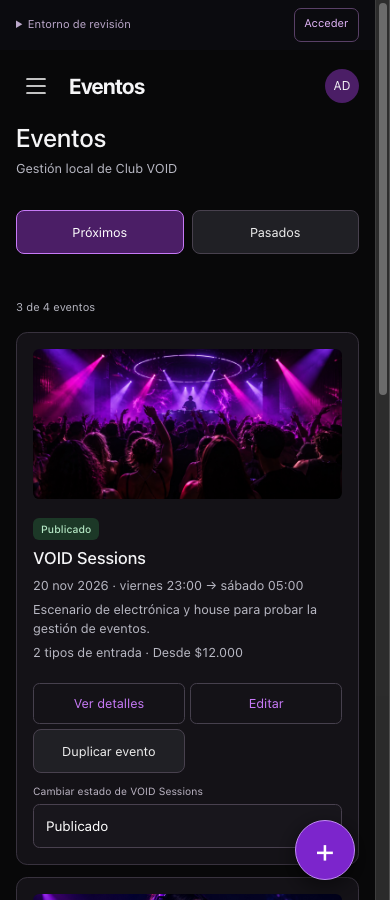 Entorno de revisión
Acceder
Eventos
AD
Eventos
Gestión local de Club VOID
Próximos
Pasados
3 de 4 eventos
Publicado
VOID Sessions
20 nov 2026 · viernes 23:00 → sábado 05:00
Escenario de electrónica y house para probar la
gestión de eventos.
2 tipos de entrada · Desde $12.000
Ver detalles
Editar
Duplicar evento
Cambiar estado de VOID Sessions
Publicado
+